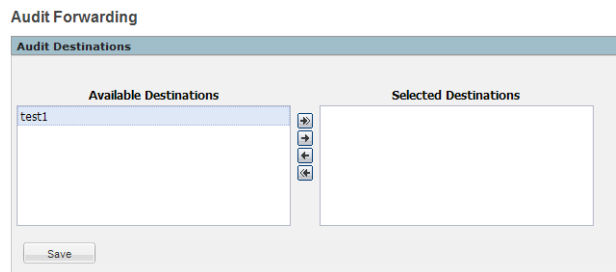 Audit Forwarding
Audit Destinations
Available Destinations
Selected Destinations
test1
Save